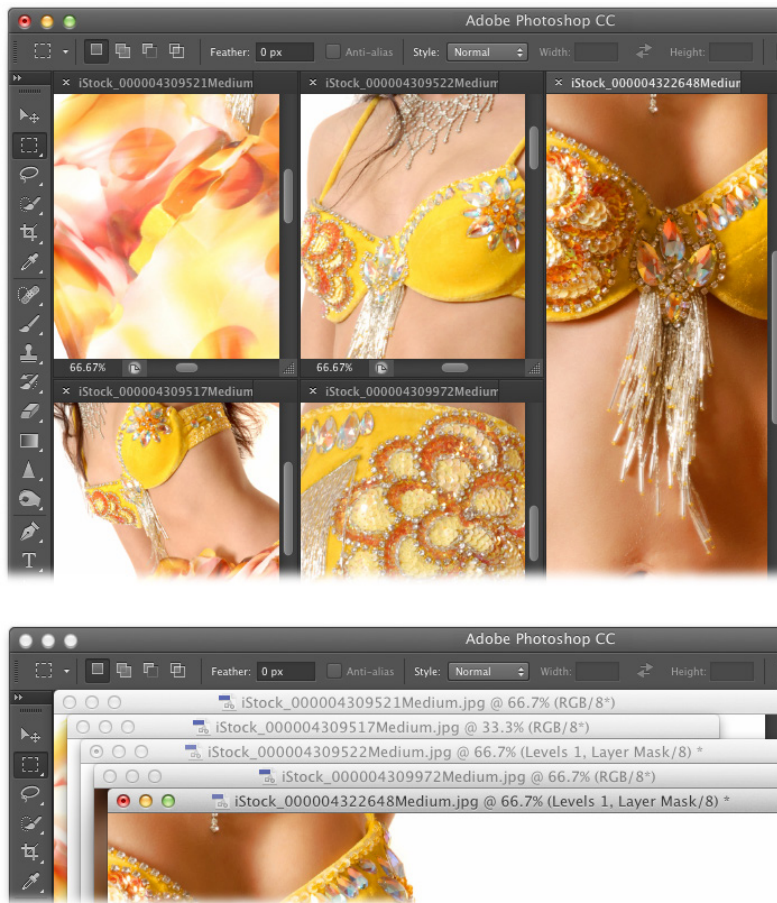 Adobe Photoshop CC
Feather: 0 px Anti-alias Style: Normal Width: Height:
× iStock_000004309521Medium × iStock_000004309522Medium × iStock_000004322648Medium
66.67% 66.67%
× iStock_000004309517Medium × iStock_000004309972Medium
T
Adobe Photoshop CC
Feather: 0 px Anti-alias Style: Normal Width: Height:
iStock_000004309521Medium.jpg @ 66.7% (RGB/8*)
iStock_000004309517Medium.jpg @ 33.3% (RGB/8*)
iStock_000004309522Medium.jpg @ 66.7% (Levels 1, Layer Mask/8) *
iStock_000004309972Medium.jpg @ 66.7% (RGB/8*)
iStock_000004322648Medium.jpg @ 66.7% (Levels 1, Layer Mask/8) *